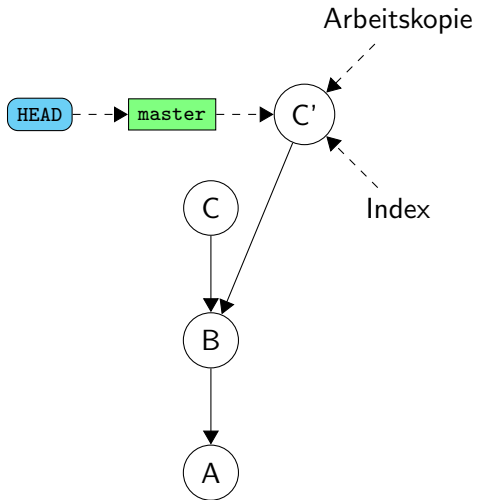 Arbeitskopie
HEAD
master
C'
C
Index
B
A